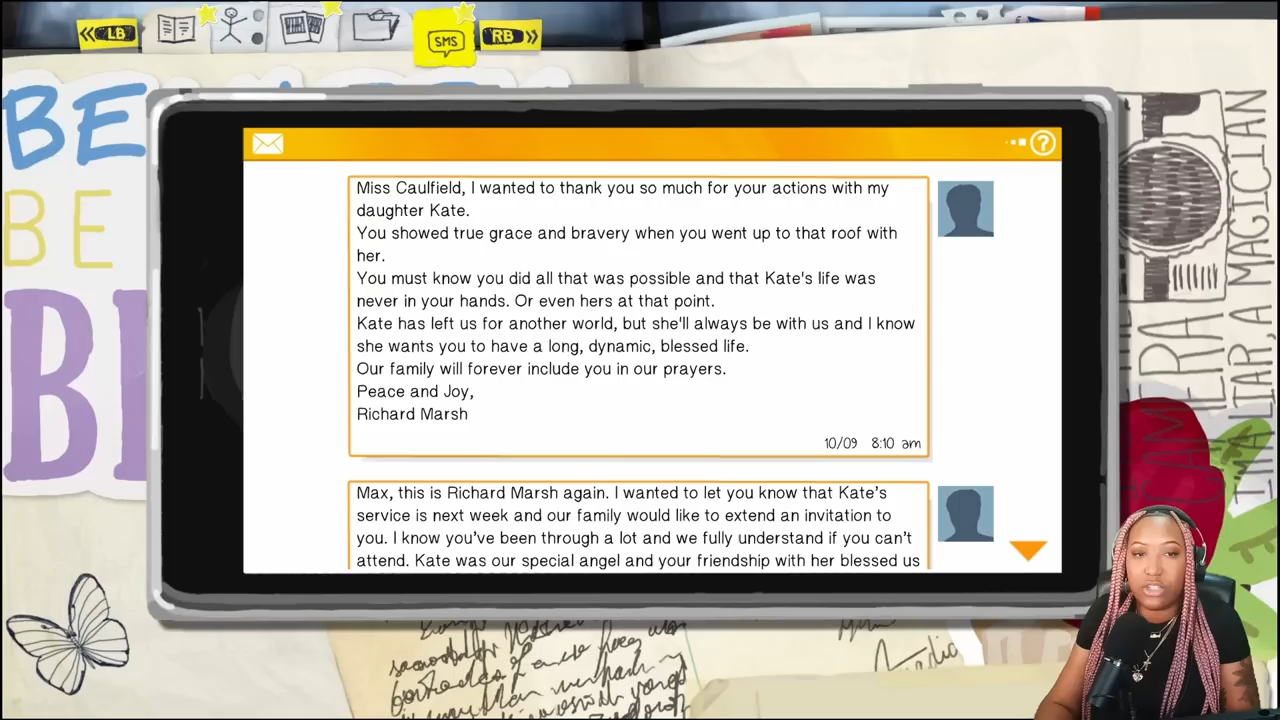 LB
SMS
RB
BE
BE
Miss Caulfield, I wanted to thank you so much for your actions with my
daughter Kate.
You showed true grace and bravery when you went up to that roof with
her.
You must know you did all that was possible and that Kate's life was
never in your hands. Or even hers at that point.
Kate has left us for another world, but she'll always be with us and I know
she wants you to have a long, dynamic, blessed life.
Our family will forever include you in our prayers.
Peace and Joy,
Richard Marsh
10/09 8:10 am
Max, this is Richard Marsh again. I wanted to let you know that Kate's
service is next week and our family would like to extend an invitation to
you. I know you've been through a lot and we fully understand if you can't
attend. Kate was our special angel and your friendship with her blessed us
CAMERA
LIAR, A MAGICIAN